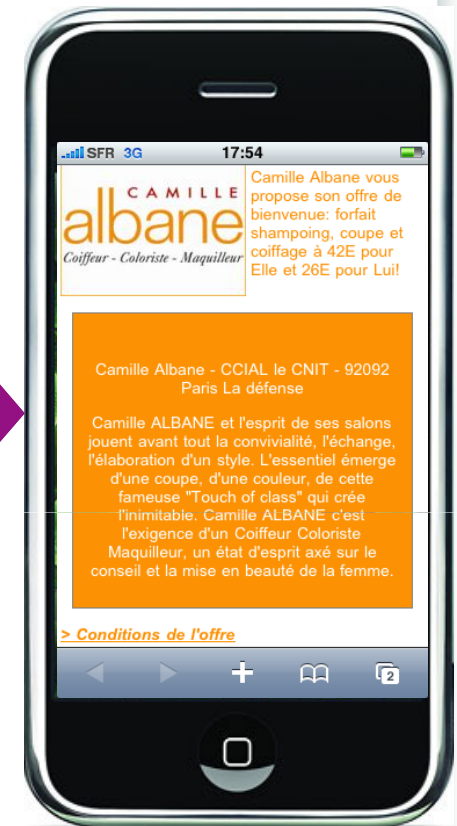 SFR 3G 17:54
CAMILLE
albane
Coiffeur - Coloriste - Maquilleur
Camille Albane vous
propose son offre de
bienvenue: forfait
shampoing, coupe et
coiffage à 42E pour
Elle et 26E pour Lui!
Camille Albane - CCIAL le CNIT - 92092
Paris La défense
Camille ALBANE et l'esprit de ses salons
jouent avant tout la convivialité, l'échange,
l'élaboration d'un style. L'essentiel émerge
d'une coupe, d'une couleur, de cette
fameuse "Touch of class" qui crée
l'inimitable. Camille ALBANE c'est
l'exigence d'un Coiffeur Coloriste
Maquilleur, un état d'esprit axé sur le
conseil et la mise en beauté de la femme.
> Conditions de l'offre
2